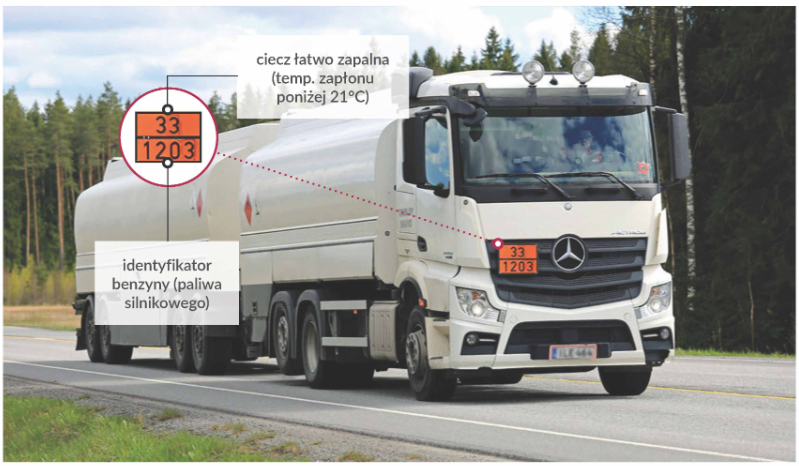 ciecz łatwo zapalna
(temp. zapłonu
poniżej 21°C)
33
1203
identyfikator
benzyny (paliwa
silnikowego)
33
1203